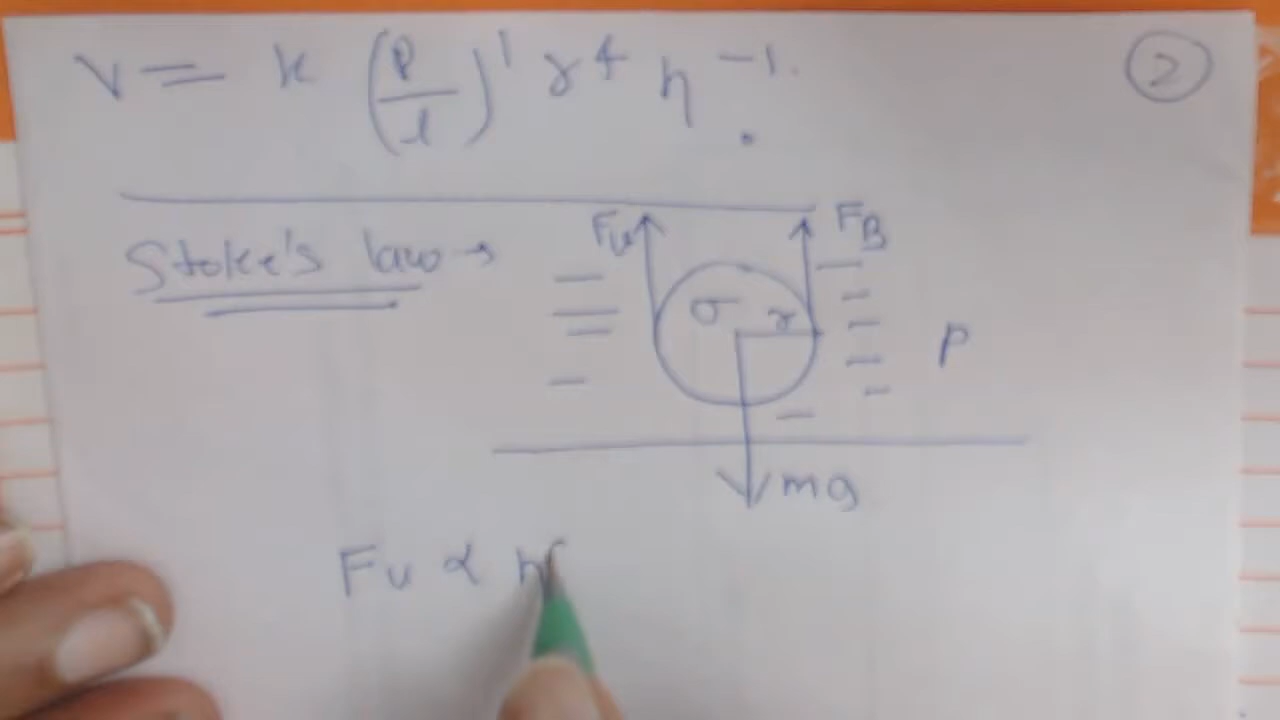 V = K (P/l)¹ r⁴ η⁻¹.
2
Stoke's law →
Fv
FB
σ
r
ρ
mg
Fv ∝ η